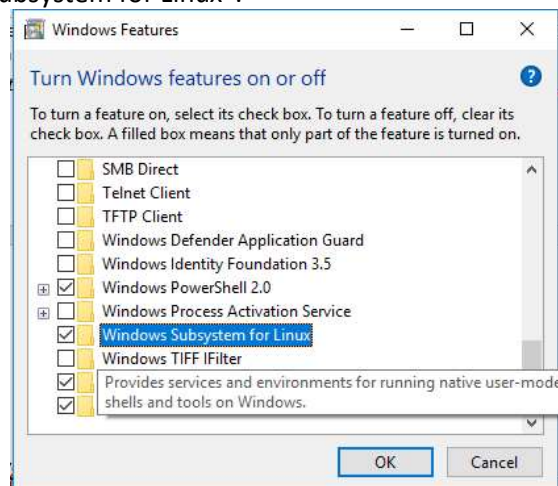 ubsystem for Linux".
Windows Features
Turn Windows features on or off
To turn a feature on, select its check box. To turn a feature off, clear its
check box. A filled box means that only part of the feature is turned on.
SMB Direct
Telnet Client
TFTP Client
Windows Defender Application Guard
Windows Identity Foundation 3.5
Windows PowerShell 2.0
Windows Process Activation Service
Windows Subsystem for Linux
Windows TIFF IFilter
Provides services and environments for running native user-mode
shells and tools on Windows.
OK Cancel